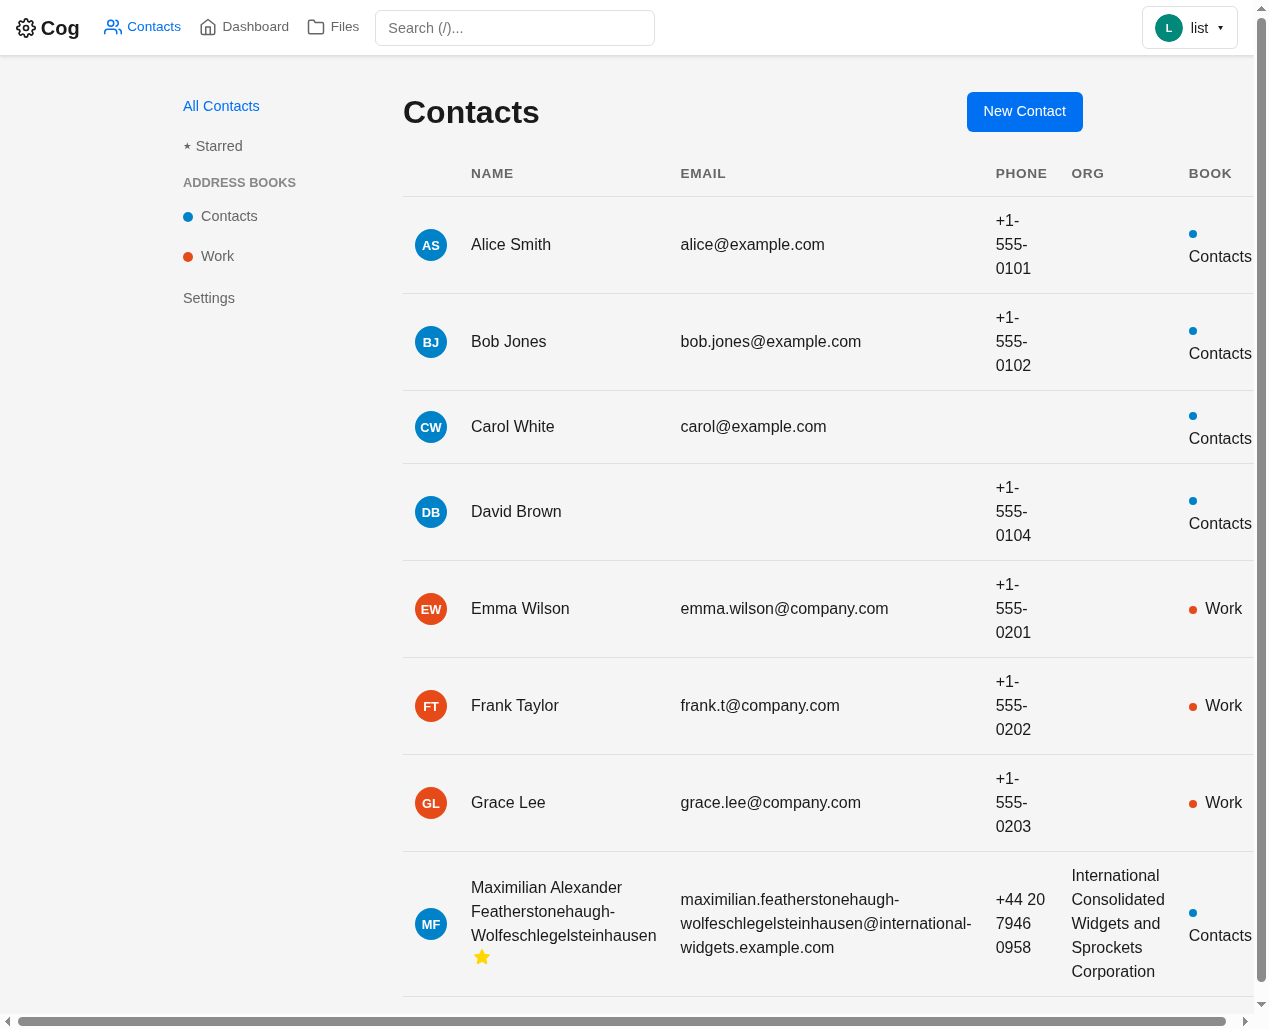 Cog
Contacts
Dashboard
Files
Search (/)...
L
list
All Contacts
★ Starred
ADDRESS BOOKS
Contacts
Work
Settings
Contacts
New Contact
NAME EMAIL PHONE ORG BOOK
AS
Alice Smith
alice@example.com
+1-
555-
0101
Contacts
BJ
Bob Jones
bob.jones@example.com
+1-
555-
0102
Contacts
CW
Carol White
carol@example.com
Contacts
DB
David Brown
+1-
555-
0104
Contacts
EW
Emma Wilson
emma.wilson@company.com
+1-
555-
0201
Work
FT
Frank Taylor
frank.t@company.com
+1-
555-
0202
Work
GL
Grace Lee
grace.lee@company.com
+1-
555-
0203
Work
MF
Maximilian Alexander
Featherstonehaugh-
Wolfeschlegelsteinhausen
maximilian.featherstonehaugh-
wolfeschlegelsteinhausen@international-
widgets.example.com
+44 20
7946
0958
International
Consolidated
Widgets and
Sprockets
Corporation
Contacts